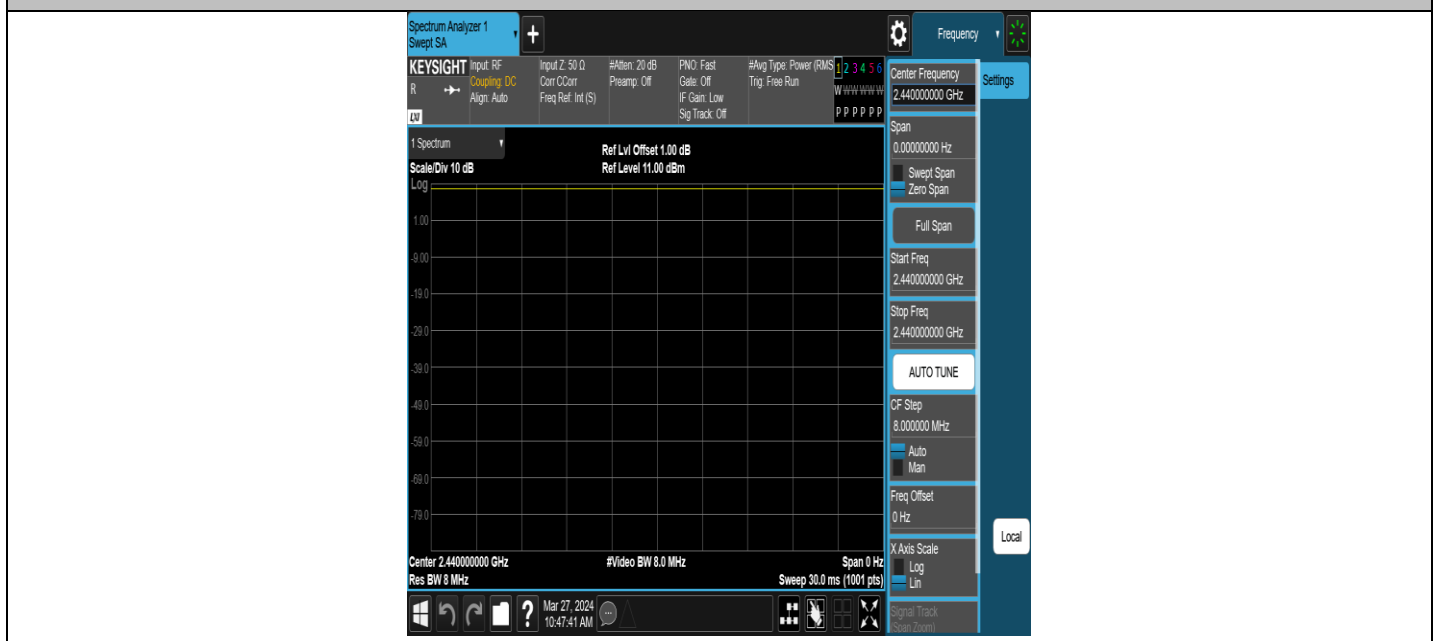 Spectrum Analyzer 1
Swept SA
+
Frequency
KEYSIGHT
R
LXI
Input: RF
Coupling: DC
Align: Auto
Input Z: 50 Ω
Corr CCorr
Freq Ref: Int (S)
#Atten: 20 dB
Preamp: Off
PNO: Fast
Gate: Off
IF Gain: Low
Sig Track: Off
#Avg Type: Power (RMS
Trig: Free Run
1 2 3 4 5 6
W W W W W W
P P P P P P
1 Spectrum
Scale/Div 10 dB
Ref Lvl Offset 1.00 dB
Ref Level 11.00 dBm
Log
1.00
-9.00
-19.0
-29.0
-39.0
-49.0
-59.0
-69.0
-79.0
Center 2.440000000 GHz
Res BW 8 MHz
#Video BW 8.0 MHz
Span 0 Hz
Sweep 30.0 ms (1001 pts)
Center Frequency
2.440000000 GHz
Span
0.00000000 Hz
Swept Span
Zero Span
Full Span
Start Freq
2.440000000 GHz
Stop Freq
2.440000000 GHz
AUTO TUNE
CF Step
8.000000 MHz
Auto
Man
Freq Offset
0 Hz
X Axis Scale
Log
Lin
Signal Track
(Span Zoom)
Settings
Local
?
Mar 27, 2024
10:47:41 AM